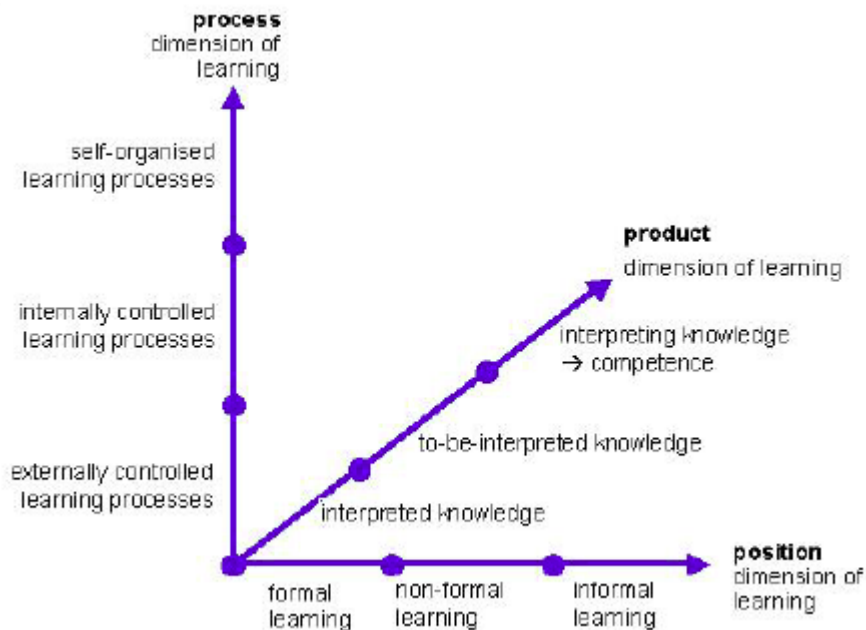 process
dimension of
learning
self-organised
learning processes
product
dimension of learning
internally controlled
learning processes
interpreting knowledge
→ competence
to-be-interpreted knowledge
externally controlled
learning processes
interpreted knowledge
position
dimension of
learning
formal
learning
non-formal
learning
informal
learning